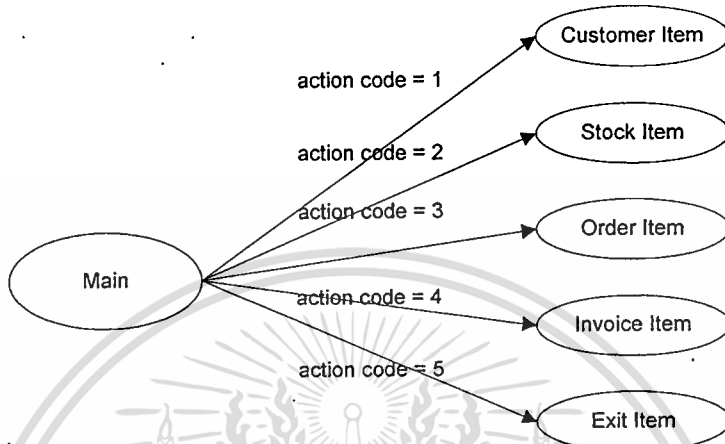 Customer Item
action code = 1
Stock Item
action code = 2
action code = 3
Order Item
Main
action code = 4
Invoice Item
action code = 5
Exit Item